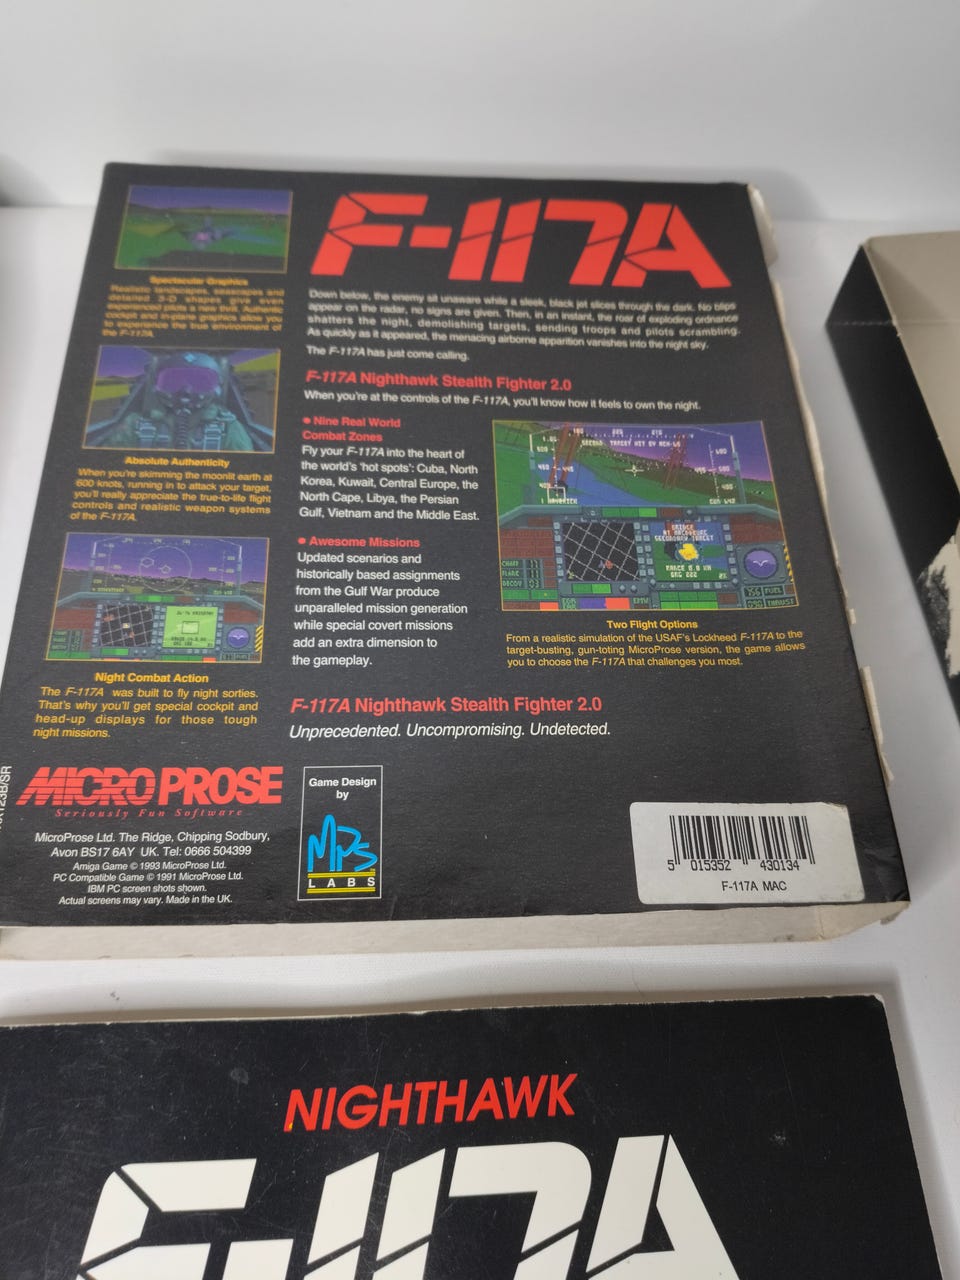 F-117A
Down below, the enemy sit unaware while a sleek, black jet slices through the dark. No blips
appear on the radar, no signs are given. Then, in an instant, the roar of exploding ordnance
shatters the night, demolishing targets, sending troops and pilots scrambling.
As quickly as it appeared, the menacing airborne apparition vanishes into the night sky.
The F-117A has just come calling.
F-117A Nighthawk Stealth Fighter 2.0
When you're at the controls of the F-117A, you'll know how it feels to own the night.
Spectacular Graphics
Realistic landscapes, seascapes and
detailed 3-D shapes give even
experienced pilots a new thrill. Authentic
cockpit and in-plane graphics allow you
to experience the true environment of
the F-117A.
Absolute Authenticity
When you're skimming the moonlit earth at
600 knots, running in to attack your target,
you'll really appreciate the true-to-life flight
controls and realistic weapon systems
of the F-117A.
Night Combat Action
The F-117A was built to fly night sorties.
That's why you'll get special cockpit and
head-up displays for those tough
night missions.
• Nine Real World
Combat Zones
Fly your F-117A into the heart of
the world's 'hot spots': Cuba, North
Korea, Kuwait, Central Europe, the
North Cape, Libya, the Persian
Gulf, Vietnam and the Middle East.
• Awesome Missions
Updated scenarios and
historically based assignments
from the Gulf War produce
unparalleled mission generation
while special covert missions
add an extra dimension to
the gameplay.
SECOND TARGET HIT BY
MAVERICK
BRIDGE
SECONDARY TARGET
RANGE
CHAFF
FLARE
DECOY
FUEL
THRUST
Two Flight Options
From a realistic simulation of the USAF's Lockheed F-117A to the
target-busting, gun-toting MicroProse version, the game allows
you to choose the F-117A that challenges you most.
F-117A Nighthawk Stealth Fighter 2.0
Unprecedented. Uncompromising. Undetected.
MICRO PROSE
Seriously Fun Software
MicroProse Ltd. The Ridge, Chipping Sodbury,
Avon BS17 6AY UK. Tel: 0666 504399
Amiga Game © 1993 MicroProse Ltd.
PC Compatible Game © 1991 MicroProse Ltd.
IBM PC screen shots shown.
Actual screens may vary. Made in the UK.
Game Design
by
MPS
LABS
5 015352 430134
F-117A MAC
NIGHTHAWK
F-117A